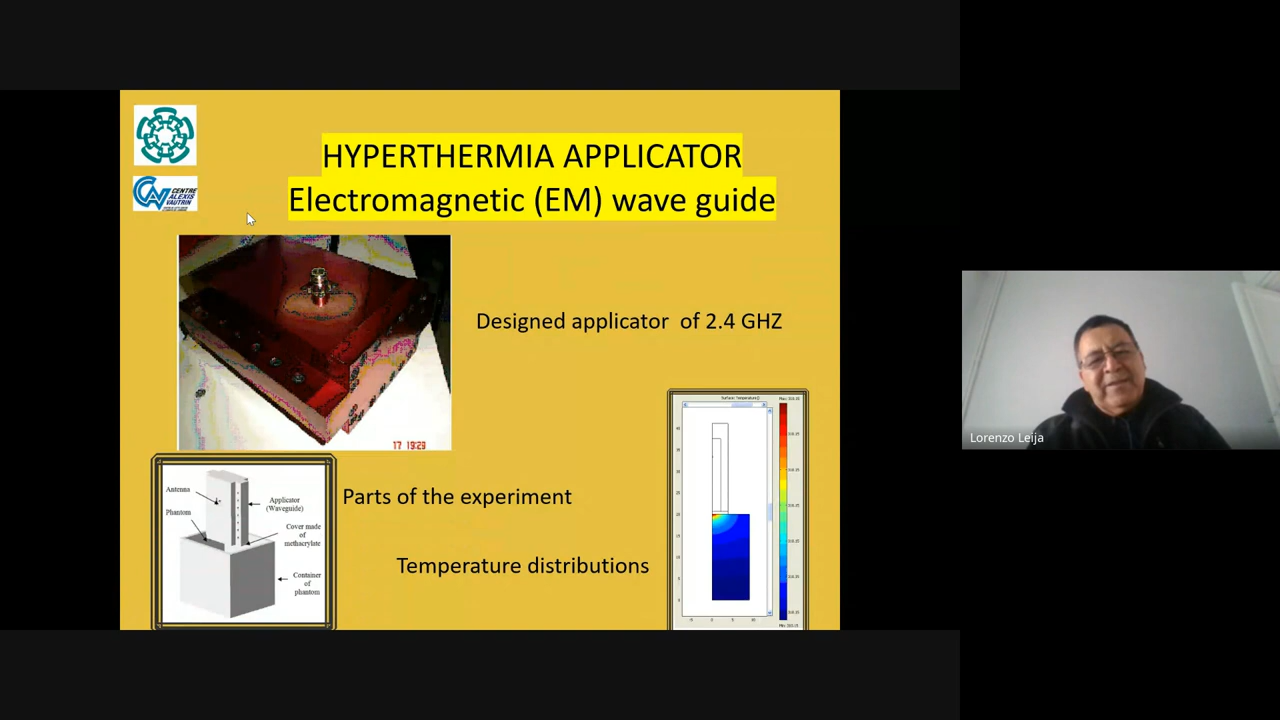 HYPERTHERMIA APPLICATOR
Electromagnetic (EM) wave guide
CENTRE
ALEXIS
VAUTRIN
Designed applicator of 2.4 GHZ
17 19:29
Parts of the experiment
Antenna
Phantom
Applicator
(Waveguide)
Cover made
of
methacrylate
Container
of
phantom
Temperature distributions
Lorenzo Leija